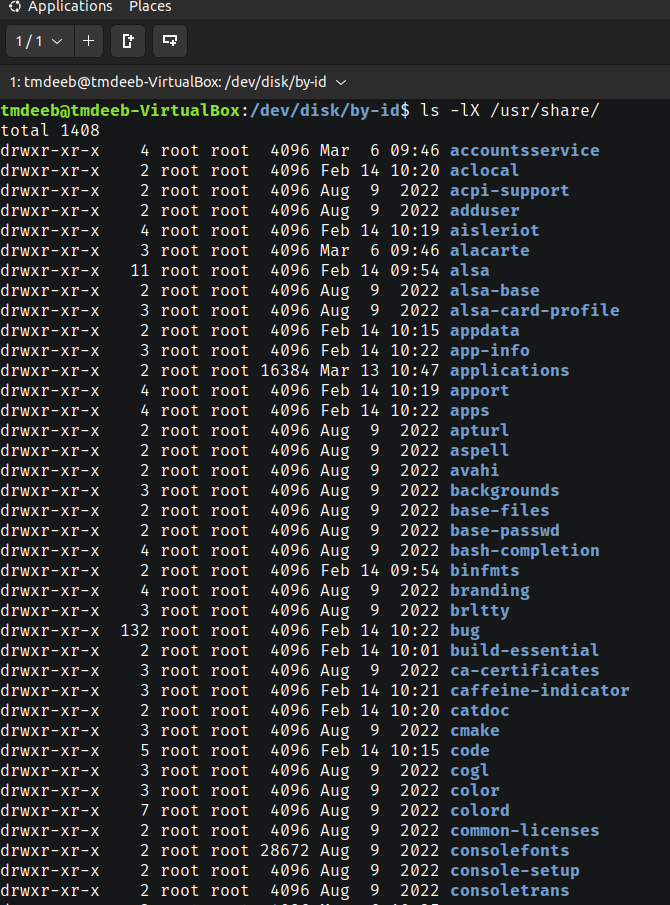 Applications Places
1 / 1
1: tmdeeb@tmdeeb-VirtualBox: /dev/disk/by-id
tmdeeb@tmdeeb-VirtualBox:/dev/disk/by-id$ ls -lX /usr/share/
total 1408
drwxr-xr-x 4 root root 4096 Mar 6 09:46 accountsservice
drwxr-xr-x 2 root root 4096 Feb 14 10:20 aclocal
drwxr-xr-x 2 root root 4096 Aug 9 2022 acpi-support
drwxr-xr-x 2 root root 4096 Aug 9 2022 adduser
drwxr-xr-x 4 root root 4096 Feb 14 10:19 aisleriot
drwxr-xr-x 3 root root 4096 Mar 6 09:46 alacarte
drwxr-xr-x 11 root root 4096 Feb 14 09:54 alsa
drwxr-xr-x 2 root root 4096 Aug 9 2022 alsa-base
drwxr-xr-x 3 root root 4096 Aug 9 2022 alsa-card-profile
drwxr-xr-x 2 root root 4096 Feb 14 10:15 appdata
drwxr-xr-x 3 root root 4096 Feb 14 10:22 app-info
drwxr-xr-x 2 root root 16384 Mar 13 10:47 applications
drwxr-xr-x 4 root root 4096 Feb 14 10:19 apport
drwxr-xr-x 4 root root 4096 Feb 14 10:22 apps
drwxr-xr-x 2 root root 4096 Aug 9 2022 apturl
drwxr-xr-x 2 root root 4096 Aug 9 2022 aspell
drwxr-xr-x 2 root root 4096 Aug 9 2022 avahi
drwxr-xr-x 3 root root 4096 Aug 9 2022 backgrounds
drwxr-xr-x 2 root root 4096 Aug 9 2022 base-files
drwxr-xr-x 2 root root 4096 Aug 9 2022 base-passwd
drwxr-xr-x 4 root root 4096 Aug 9 2022 bash-completion
drwxr-xr-x 2 root root 4096 Feb 14 09:54 binfmts
drwxr-xr-x 4 root root 4096 Aug 9 2022 branding
drwxr-xr-x 3 root root 4096 Aug 9 2022 brltty
drwxr-xr-x 132 root root 4096 Feb 14 10:22 bug
drwxr-xr-x 2 root root 4096 Feb 14 10:01 build-essential
drwxr-xr-x 3 root root 4096 Aug 9 2022 ca-certificates
drwxr-xr-x 3 root root 4096 Feb 14 10:21 caffeine-indicator
drwxr-xr-x 2 root root 4096 Feb 14 10:20 catdoc
drwxr-xr-x 3 root root 4096 Aug 9 2022 cmake
drwxr-xr-x 5 root root 4096 Feb 14 10:15 code
drwxr-xr-x 3 root root 4096 Aug 9 2022 cogl
drwxr-xr-x 3 root root 4096 Aug 9 2022 color
drwxr-xr-x 7 root root 4096 Aug 9 2022 colord
drwxr-xr-x 2 root root 4096 Aug 9 2022 common-licenses
drwxr-xr-x 2 root root 28672 Aug 9 2022 consolefonts
drwxr-xr-x 2 root root 4096 Aug 9 2022 console-setup
drwxr-xr-x 2 root root 4096 Aug 9 2022 consoletrans